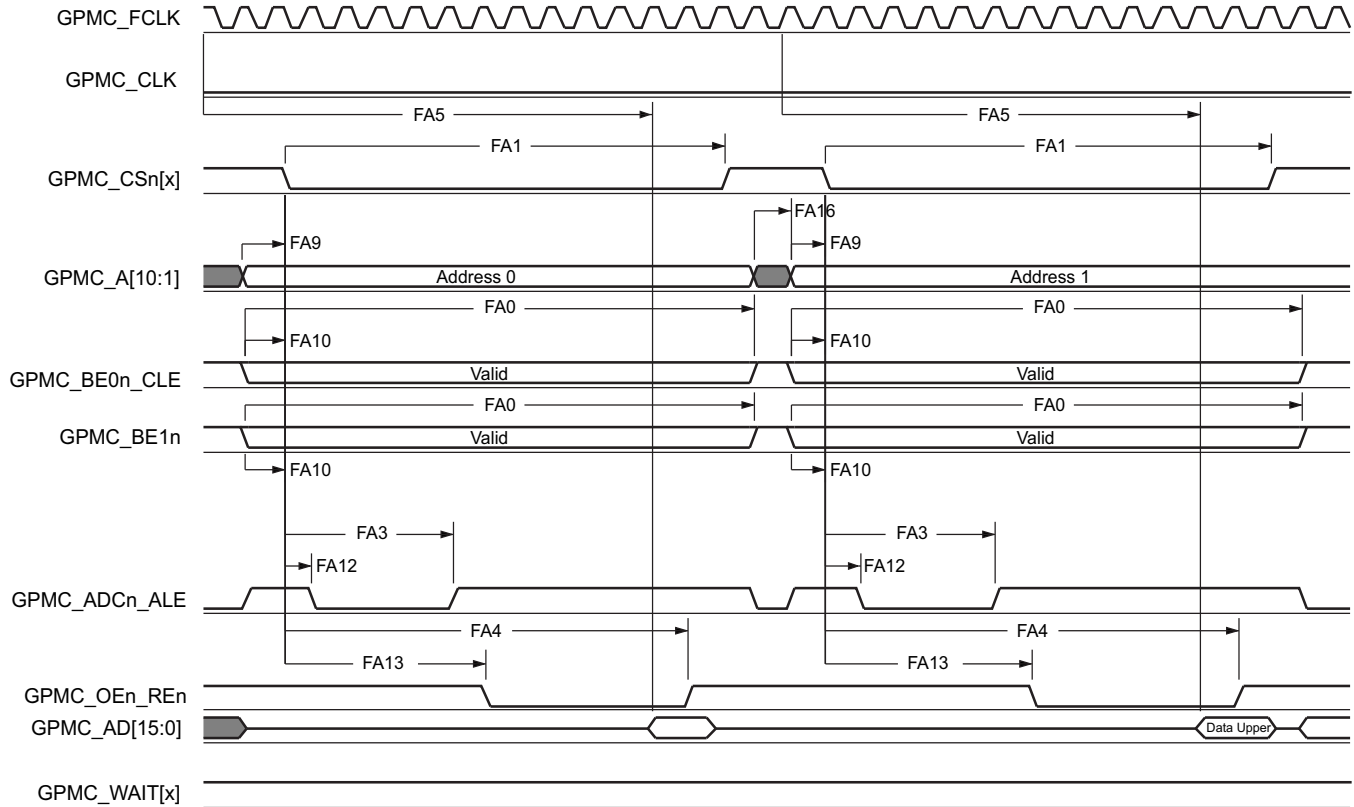 GPMC_FCLK
GPMC_CLK
FA5 FA5
FA1 FA1
GPMC_CSn[x]
FA16
FA9 FA9
GPMC_A[10:1] Address 0 Address 1
FA0 FA0
FA10 FA10
GPMC_BE0n_CLE Valid Valid
FA0 FA0
GPMC_BE1n Valid Valid
FA10 FA10
FA3 FA3
FA12 FA12
GPMC_ADCn_ALE
FA4 FA4
FA13 FA13
GPMC_OEn_REn
GPMC_AD[15:0] Data Upper
GPMC_WAIT[x]